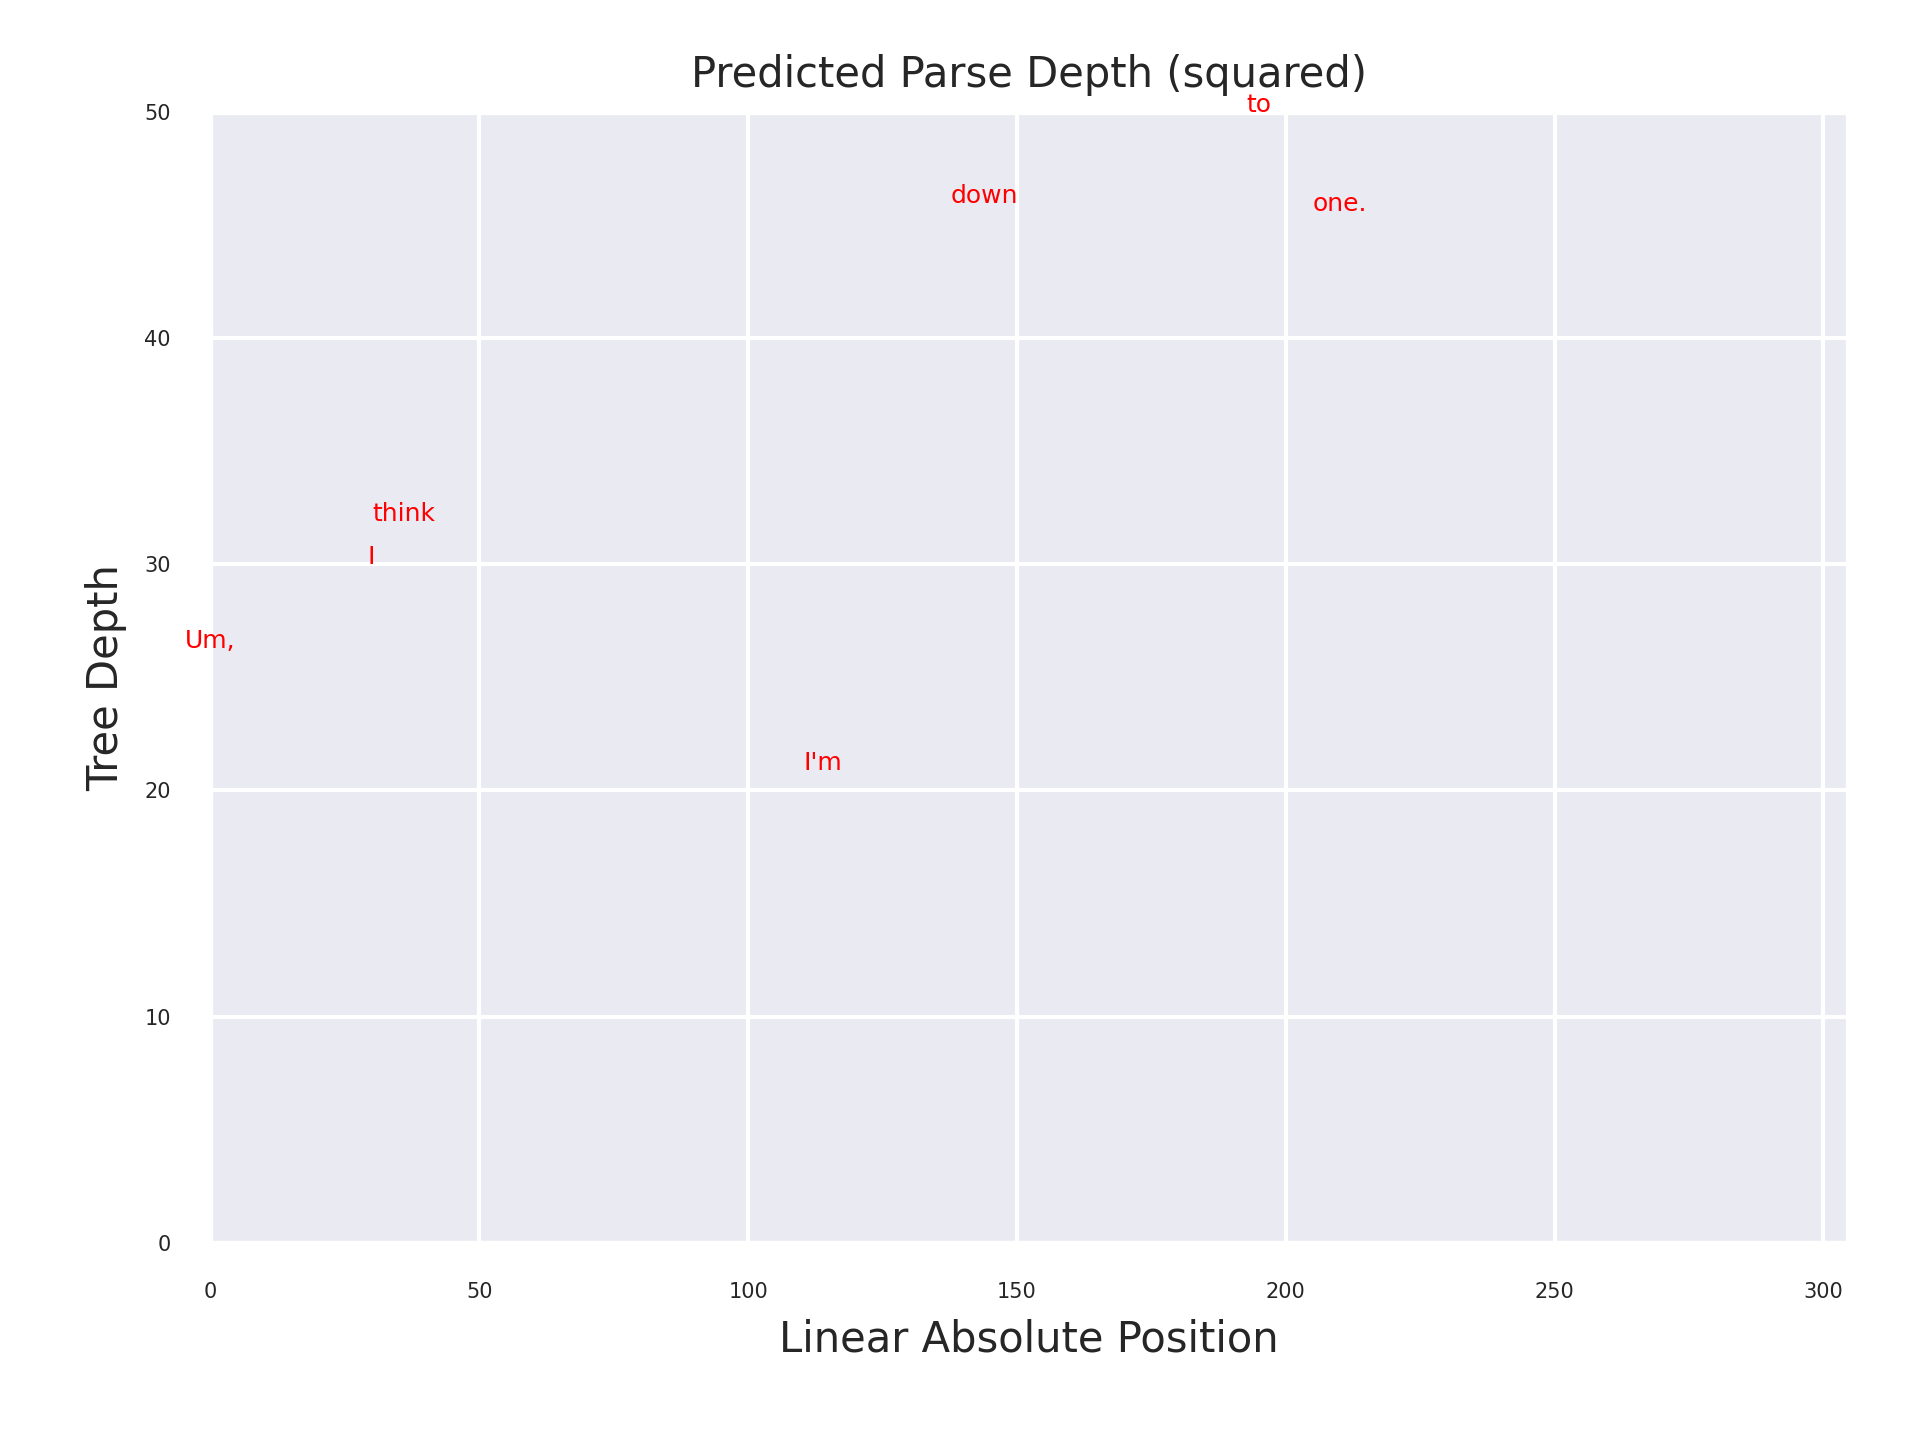 Predicted Parse Depth (squared)
to
50
down
one.
40
think
I
30
Um,
I'm
20
10
0
Tree Depth
0 50 100 150 200 250 300
Linear Absolute Position